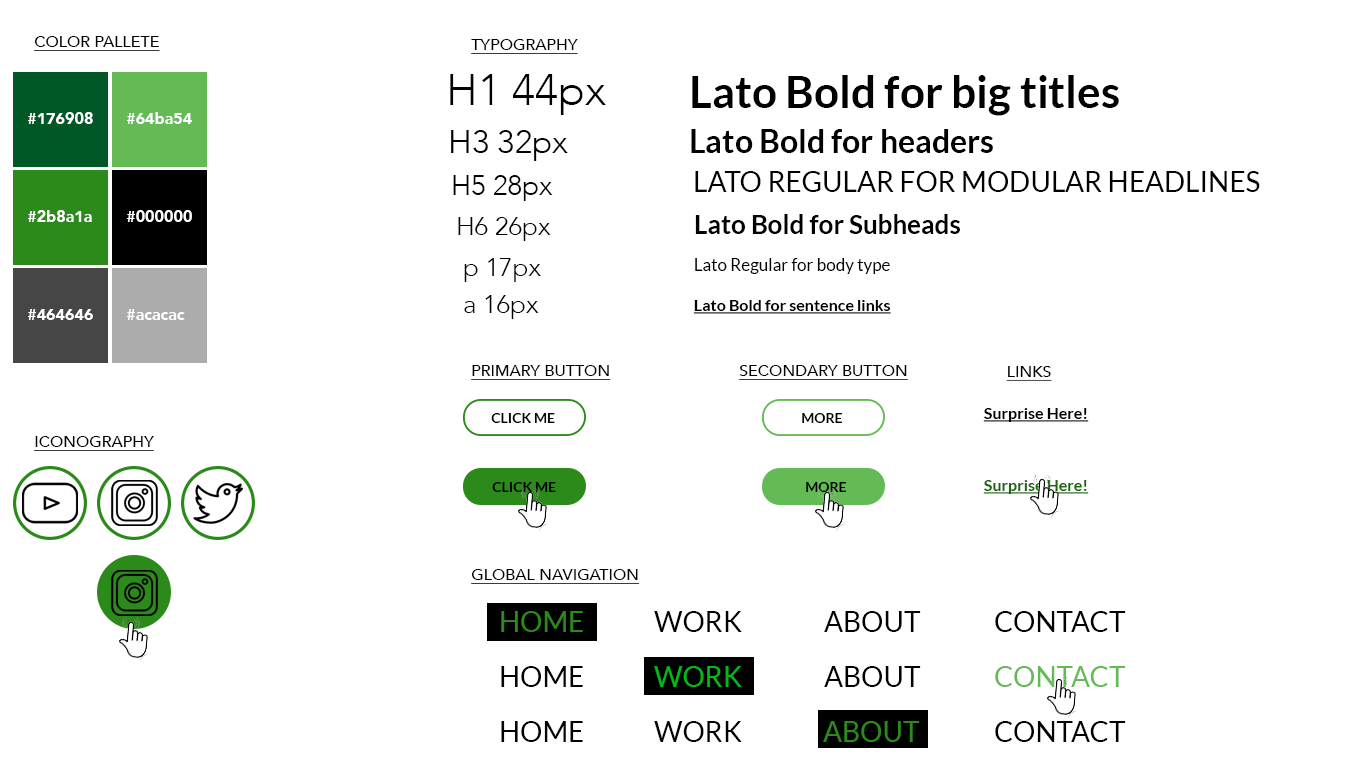 COLOR PALLETE
#176908 #64ba54
#2b8a1a #000000
#464646 #acacac
ICONOGRAPHY
TYPOGRAPHY
H1 44px Lato Bold for big titles
H3 32px Lato Bold for headers
H5 28px LATO REGULAR FOR MODULAR HEADLINES
H6 26px Lato Bold for Subheads
p 17px Lato Regular for body type
a 16px Lato Bold for sentence links
PRIMARY BUTTON SECONDARY BUTTON LINKS
CLICK ME MORE Surprise Here!
CLICK ME MORE Surprise Here!
GLOBAL NAVIGATION
HOME WORK ABOUT CONTACT
HOME WORK ABOUT CONTACT
HOME WORK ABOUT CONTACT